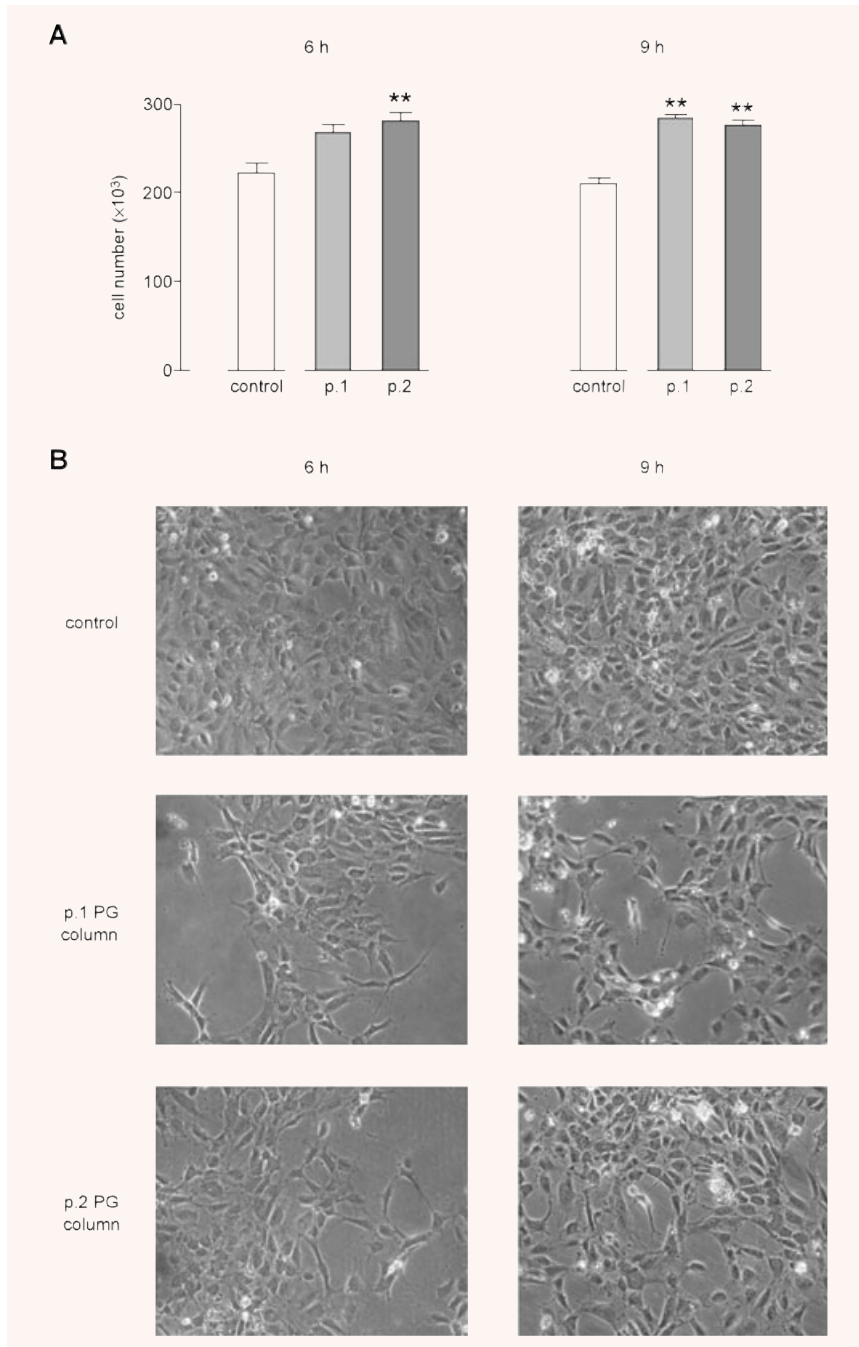 A
6 h
9 h
cell number (×10³)
300
200
100
0
**
**
**
control
p.1
p.2
control
p.1
p.2
B
6 h
9 h
control
p.1 PG
column
p.2 PG
column